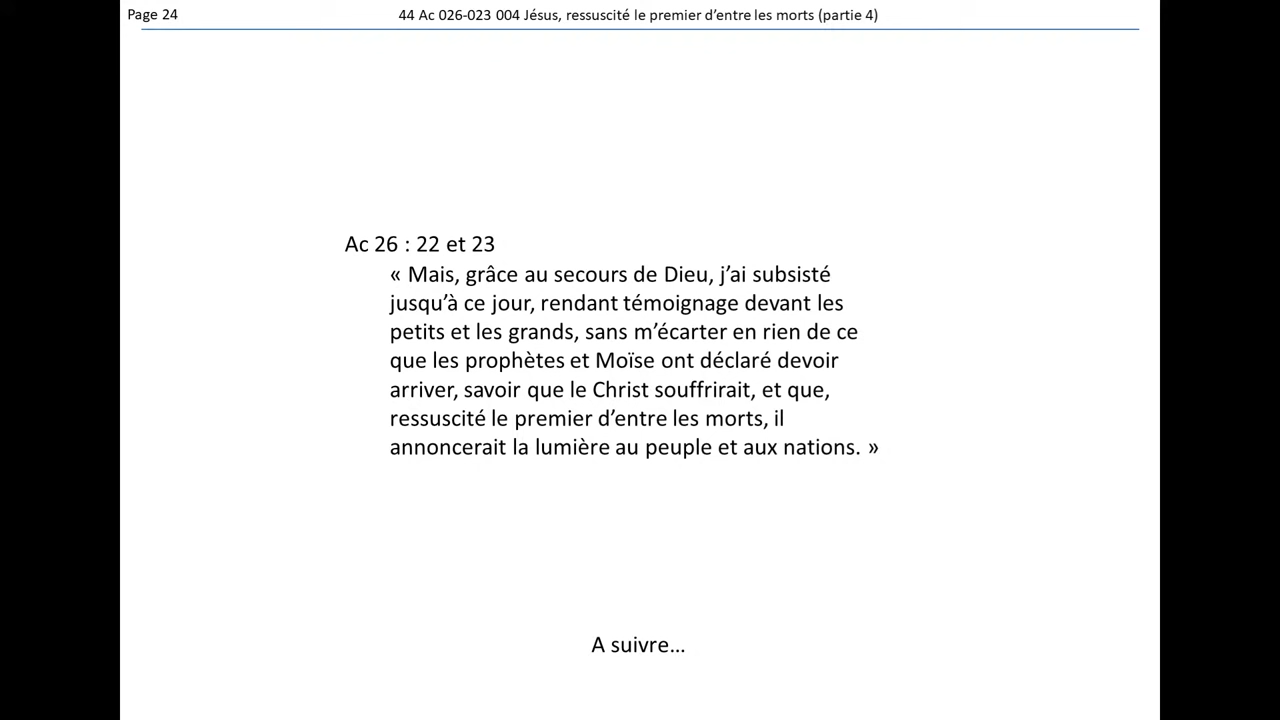 Page 24
44 Ac 026-023 004 Jésus, ressuscité le premier d’entre les morts (partie 4)
Ac 26 : 22 et 23
« Mais, grâce au secours de Dieu, j’ai subsisté
jusqu’à ce jour, rendant témoignage devant les
petits et les grands, sans m’écarter en rien de ce
que les prophètes et Moïse ont déclaré devoir
arriver, savoir que le Christ souffrirait, et que,
ressuscité le premier d’entre les morts, il
annoncerait la lumière au peuple et aux nations. »
A suivre…